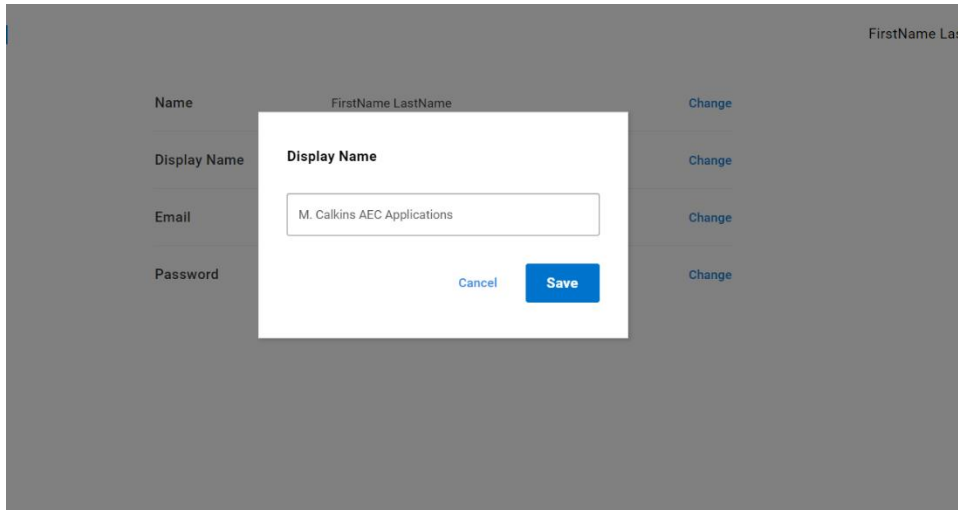 FirstName Las
Name FirstName LastName Change
Display Name Change
Display Name
M. Calkins AEC Applications
Email Change
Password Change
Cancel Save